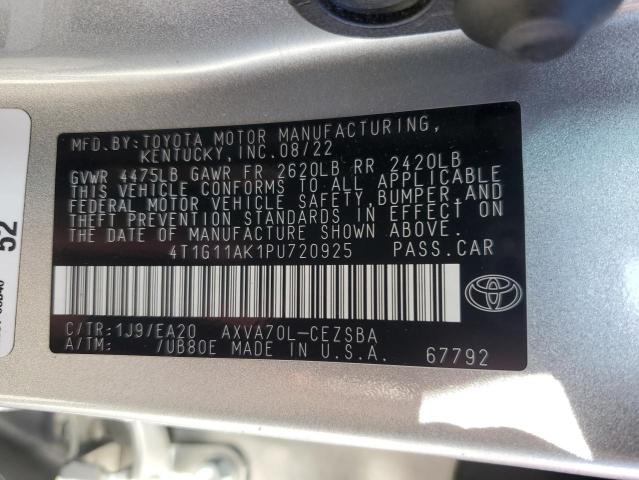 MFD.BY:TOYOTA MOTOR MANUFACTURING,
KENTUCKY,INC.08/22
GVWR 4475LB GAWR FR 2620LB RR 2420LB
THIS VEHICLE CONFORMS TO ALL APPLICABLE
FEDERAL MOTOR VEHICLE SAFETY,BUMPER,AND
THEFT PREVENTION STANDARDS IN EFFECT ON
THE DATE OF MANUFACTURE SHOWN ABOVE.
4T1G11AK1PU720925 PASS.CAR
C/TR:1J9/EA20 AXVA70L-CEZSBA
A/TM: /UB80E MADE IN U.S.A. 67792
52